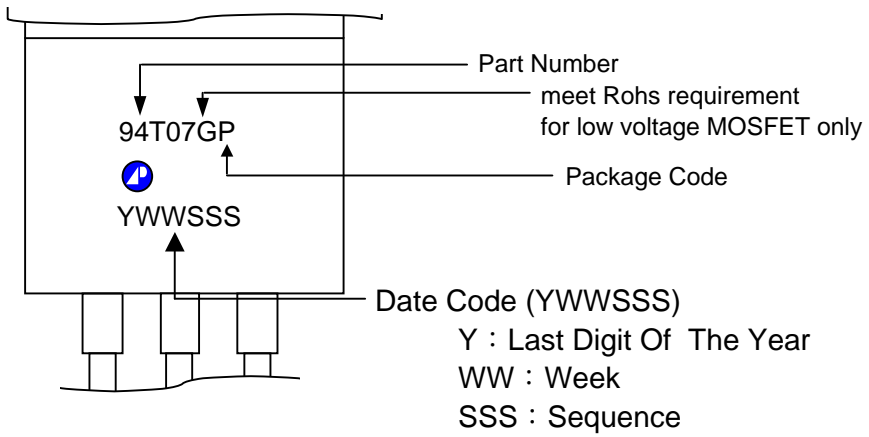 Part Number
meet Rohs requirement
for low voltage MOSFET only
94T07GP
Package Code
YWWSSS
Date Code (YWWSSS)
Y：Last Digit Of The Year
WW：Week
SSS：Sequence